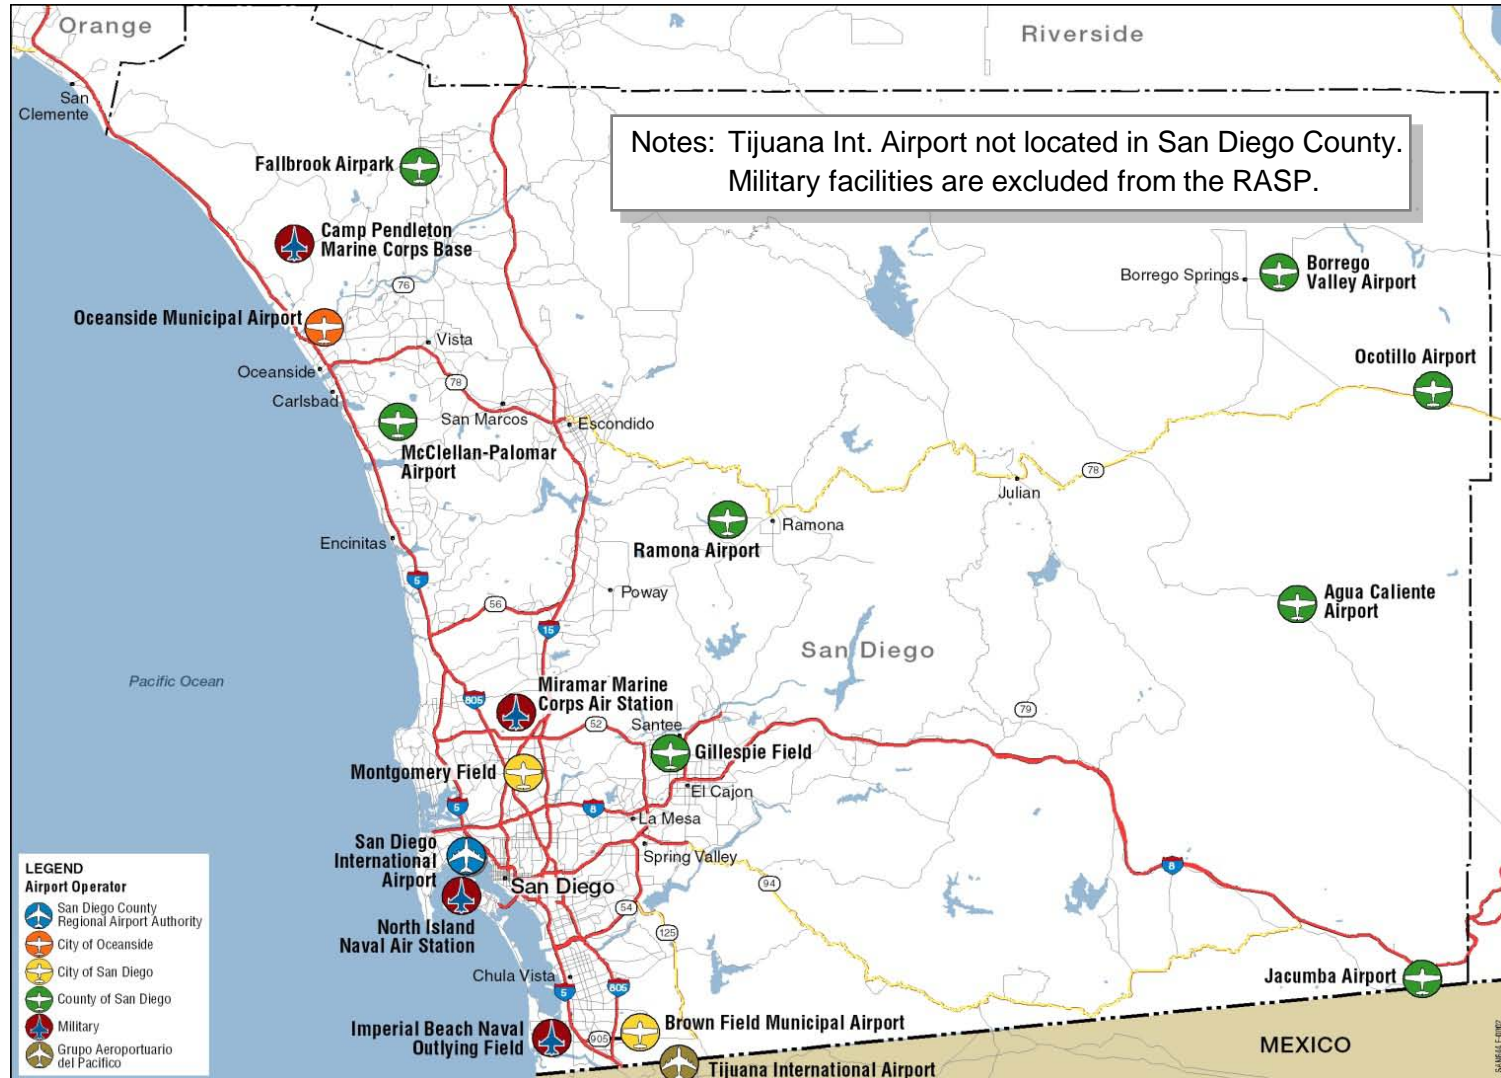 Orange
Riverside
San
Clemente
Notes: Tijuana Int. Airport not located in San Diego County.
Military facilities are excluded from the RASP.
Fallbrook Airpark
Camp Pendleton
Marine Corps Base
76
Borrego Springs
Borrego
Valley Airport
Oceanside Municipal Airport
Vista
Ocotillo Airport
Oceanside
78
Carlsbad
San Marcos
Escondido
McClellan-Palomar
Airport
78
Julian
Ramona
Ramona Airport
Encinitas
5
Poway
56
15
Agua Caliente
Airport
San Diego
Pacific Ocean
Miramar Marine
Corps Air Station
805
52
Santee
79
Gillespie Field
Montgomery Field
El Cajon
5
8
La Mesa
San Diego
International
Airport
Spring Valley
8
94
San Diego
54
North Island
Naval Air Station
125
Chula Vista
5
805
Jacumba Airport
Imperial Beach Naval
Outlying Field
905
Brown Field Municipal Airport
Tijuana International Airport
MEXICO
LEGEND
Airport Operator
San Diego County
Regional Airport Authority
City of Oceanside
City of San Diego
County of San Diego
Military
Grupo Aeroportuario
del Pacifico